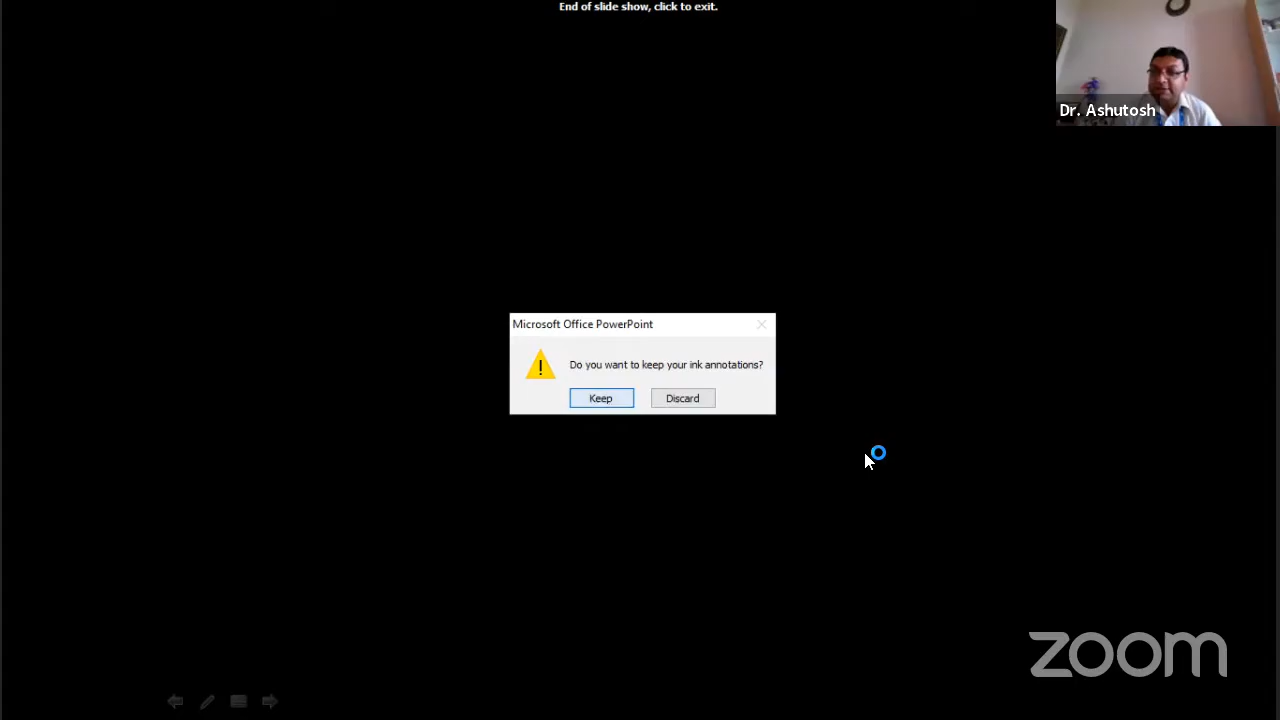 End of slide show, click to exit.
Dr. Ashutosh
Microsoft Office PowerPoint
Do you want to keep your ink annotations?
Keep
Discard
zoom